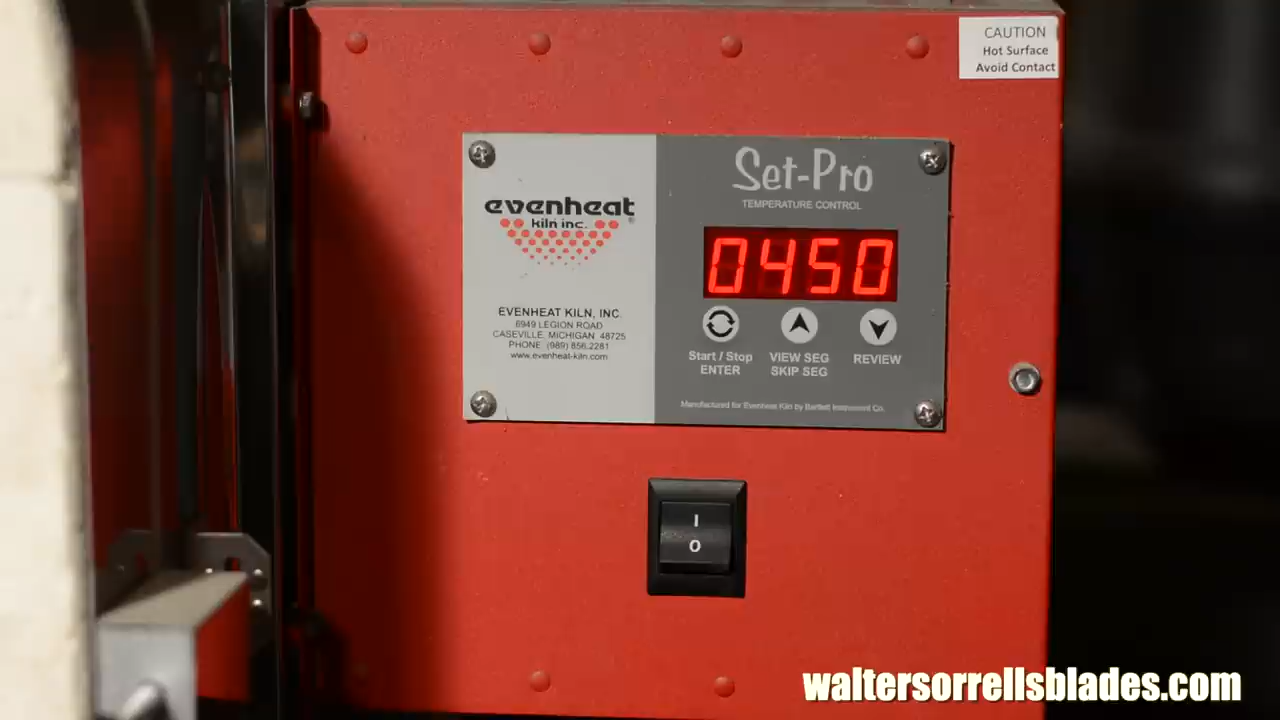 CAUTION
Hot Surface
Avoid Contact
Set-Pro
TEMPERATURE CONTROL
evenheat
kiln inc.
®
0450
EVENHEAT KILN, INC.
6949 LEGION ROAD
CASEVILLE, MICHIGAN 48725
PHONE (989) 856.2281
www.evenheat-kiln.com
Start / Stop
ENTER
VIEW SEG
SKIP SEG
REVIEW
Manufactured for Evenheat Kiln by Bartlett Instrument Co.
I
O
waltersorrellsblades.com